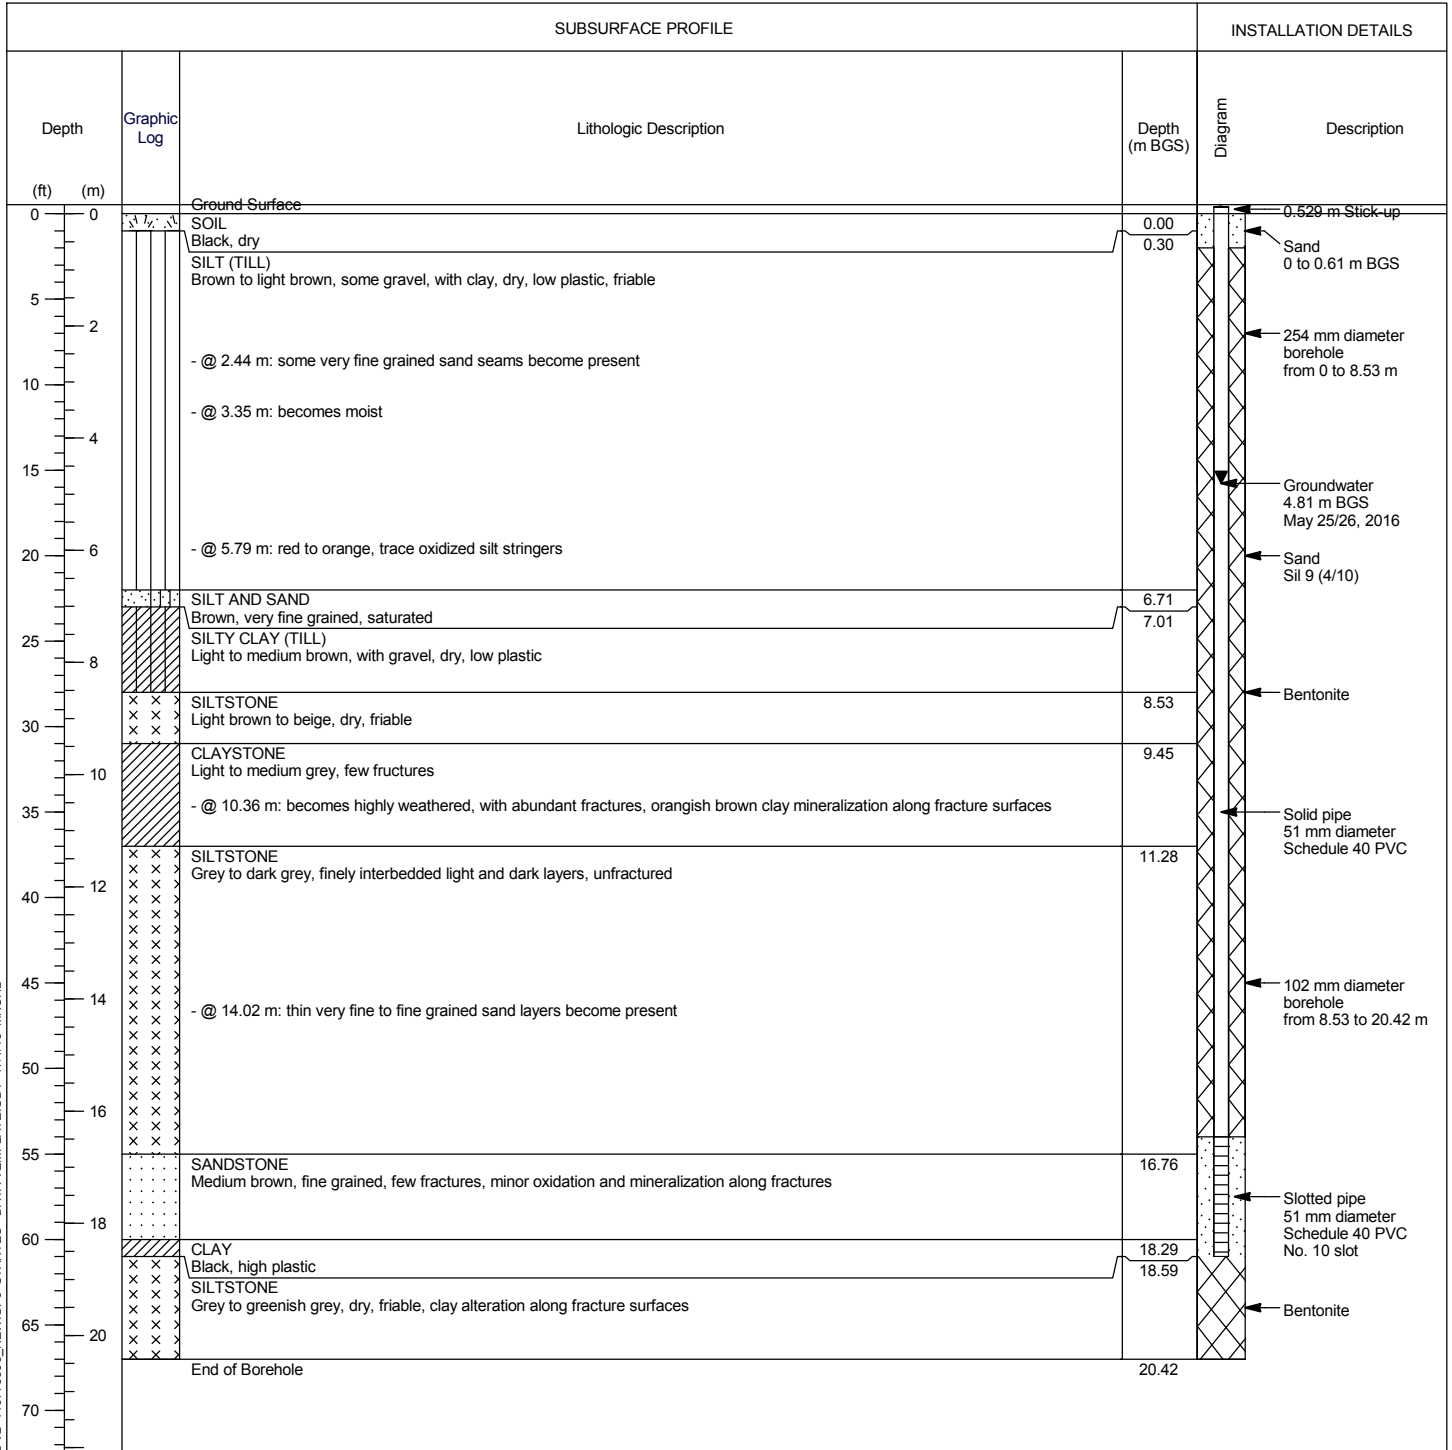 SUBSURFACE PROFILE
INSTALLATION DETAILS
Depth
Graphic
Log
Lithologic Description
Depth
(m BGS)
Diagram
Description
(ft) (m)
Ground Surface
0 0
SOIL
Black, dry
0.00
0.30
0.529 m Stick-up
Sand
0 to 0.61 m BGS
SILT (TILL)
Brown to light brown, some gravel, with clay, dry, low plastic, friable
5
2
254 mm diameter
borehole
from 0 to 8.53 m
- @ 2.44 m: some very fine grained sand seams become present
10
- @ 3.35 m: becomes moist
4
15
Groundwater
4.81 m BGS
May 25/26, 2016
- @ 5.79 m: red to orange, trace oxidized silt stringers
20
6
Sand
Sil 9 (4/10)
SILT AND SAND
Brown, very fine grained, saturated
6.71
7.01
SILTY CLAY (TILL)
Light to medium brown, with gravel, dry, low plastic
25
8
SILTSTONE
Light brown to beige, dry, friable
8.53
Bentonite
30
CLAYSTONE
Light to medium grey, few fructures
9.45
10
- @ 10.36 m: becomes highly weathered, with abundant fractures, orangish brown clay mineralization along fracture surfaces
35
Solid pipe
51 mm diameter
Schedule 40 PVC
SILTSTONE
Grey to dark grey, finely interbedded light and dark layers, unfractured
11.28
12
40
45
14
- @ 14.02 m: thin very fine to fine grained sand layers become present
102 mm diameter
borehole
from 8.53 to 20.42 m
50
16
55
SANDSTONE
Medium brown, fine grained, few fractures, minor oxidation and mineralization along fractures
16.76
18
Slotted pipe
51 mm diameter
Schedule 40 PVC
No. 10 slot
60
CLAY
Black, high plastic
18.29
18.59
SILTSTONE
Grey to greenish grey, dry, friable, clay alteration along fracture surfaces
Bentonite
65
20
End of Borehole
20.42
70